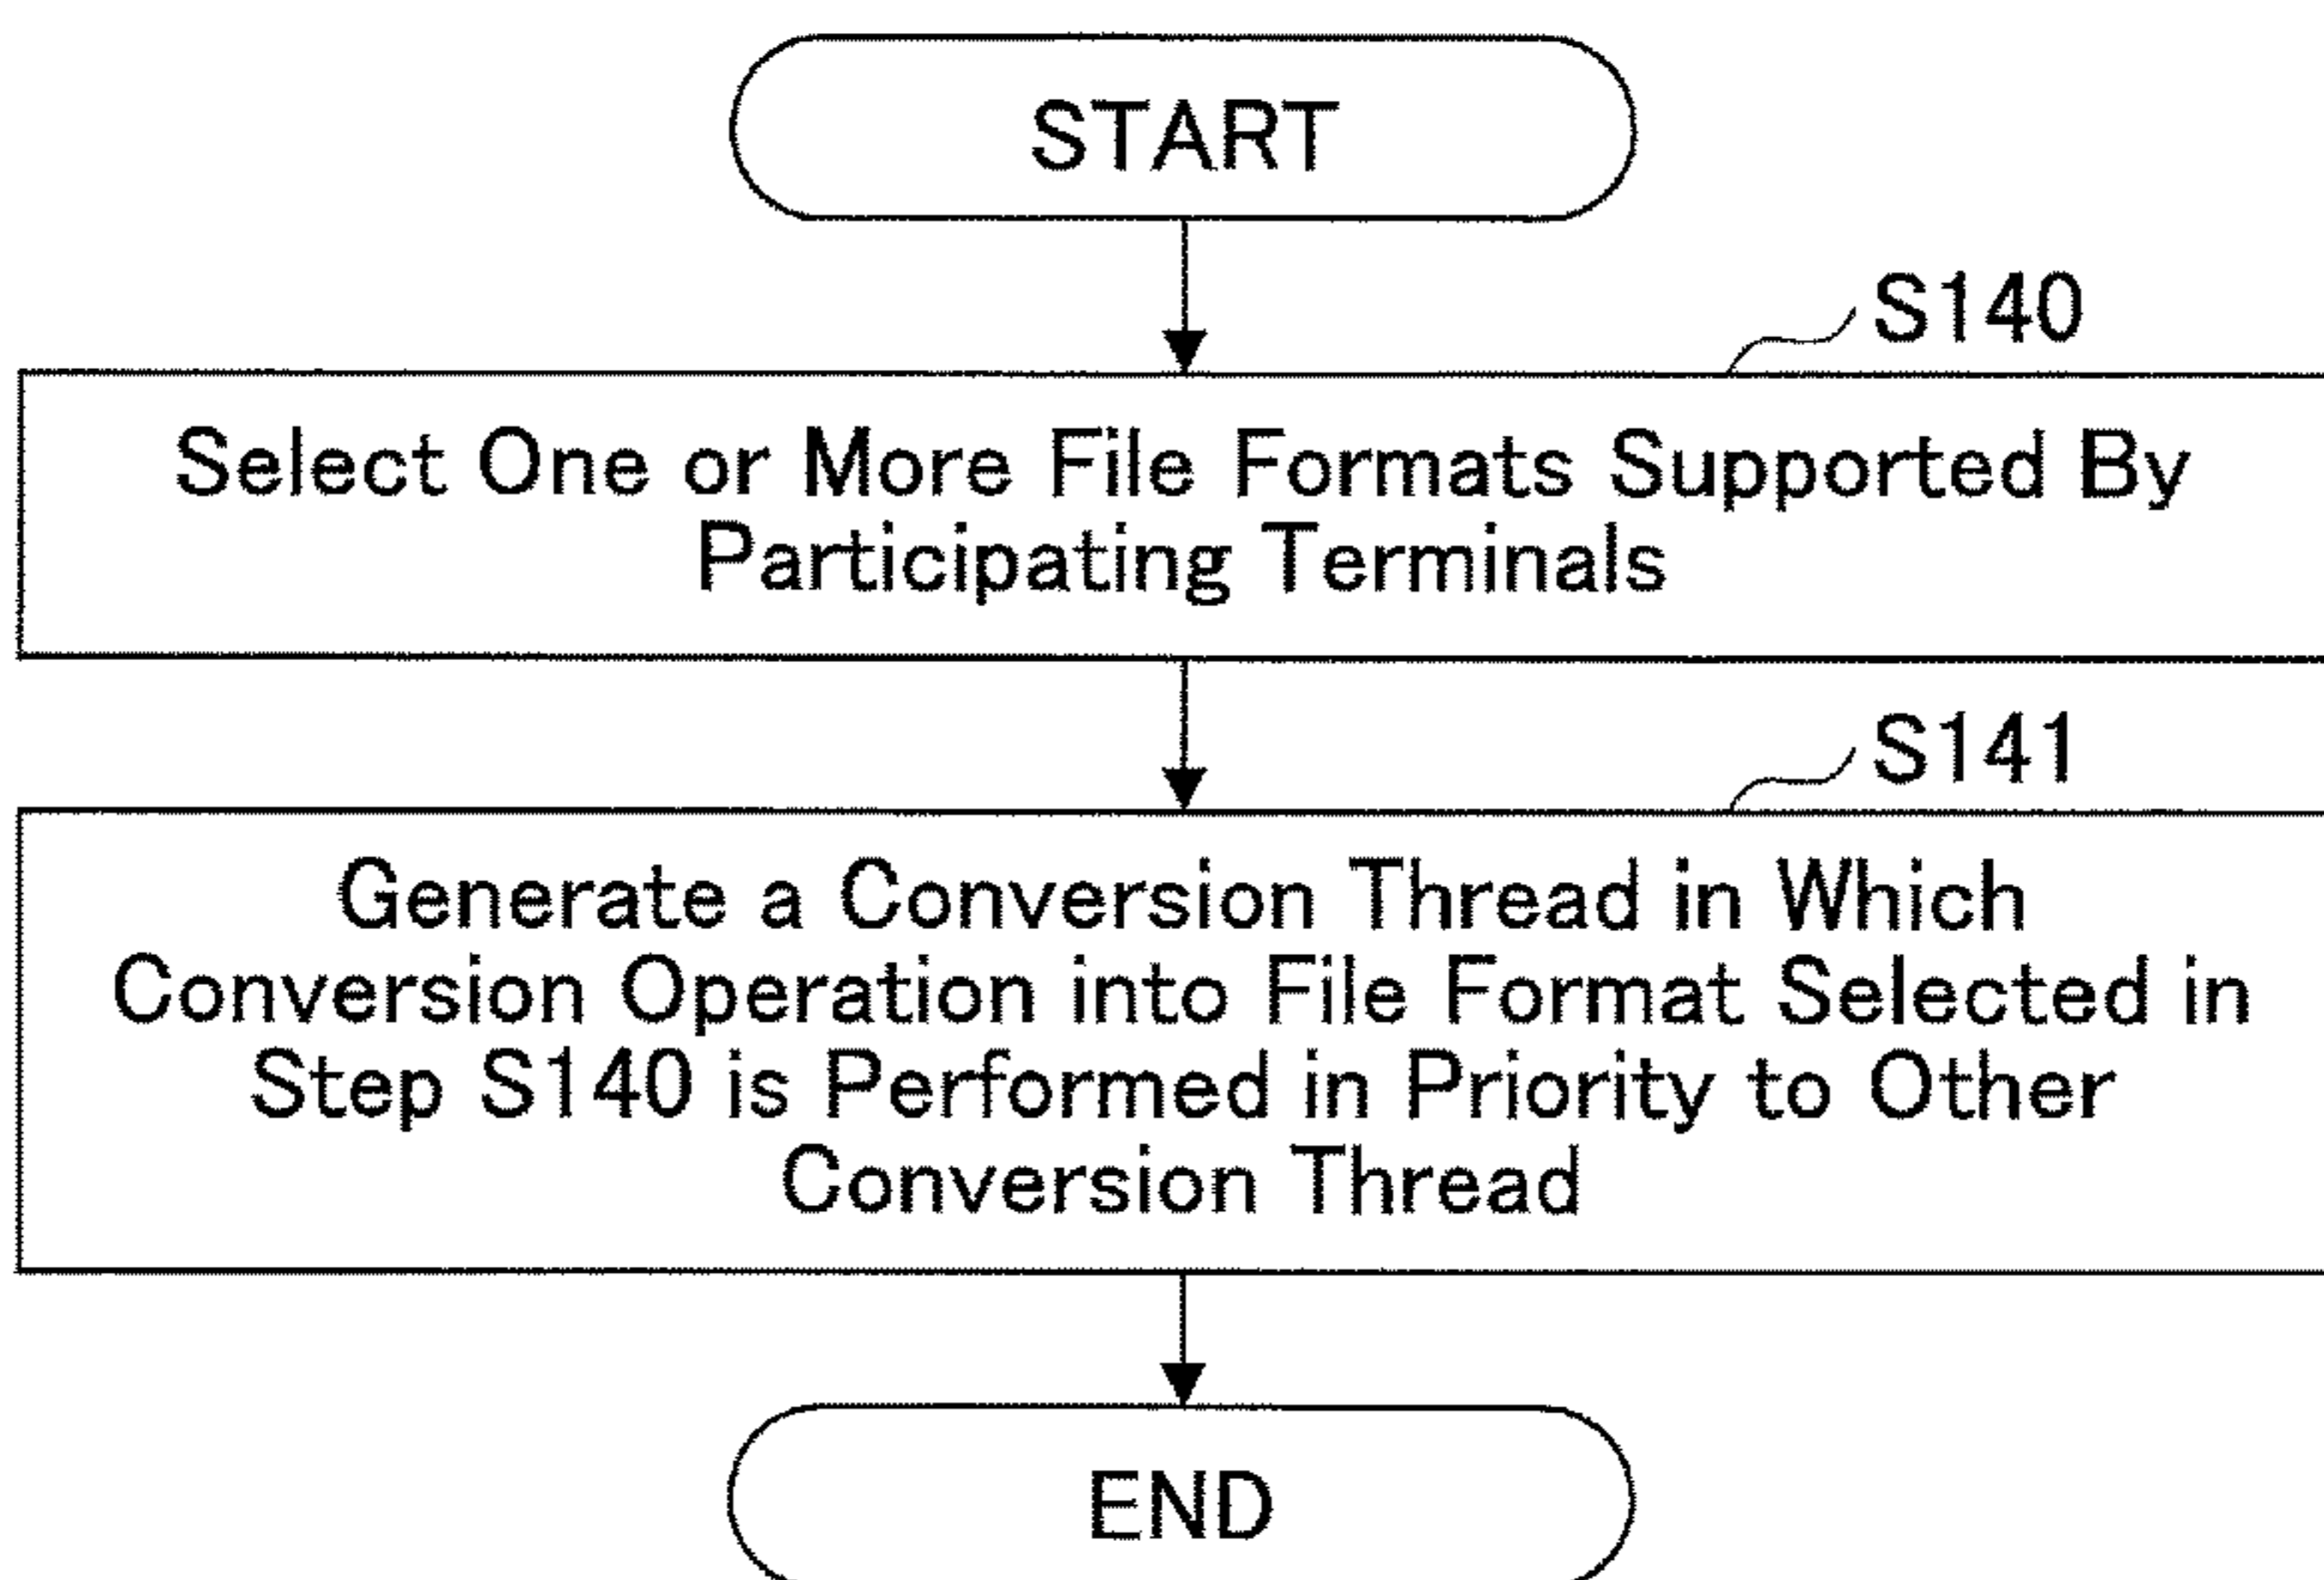 START
S140
Select One or More File Formats Supported By
Participating Terminals
S141
Generate a Conversion Thread in Which
Conversion Operation into File Format Selected in
Step S140 is Performed in Priority to Other
Conversion Thread
END